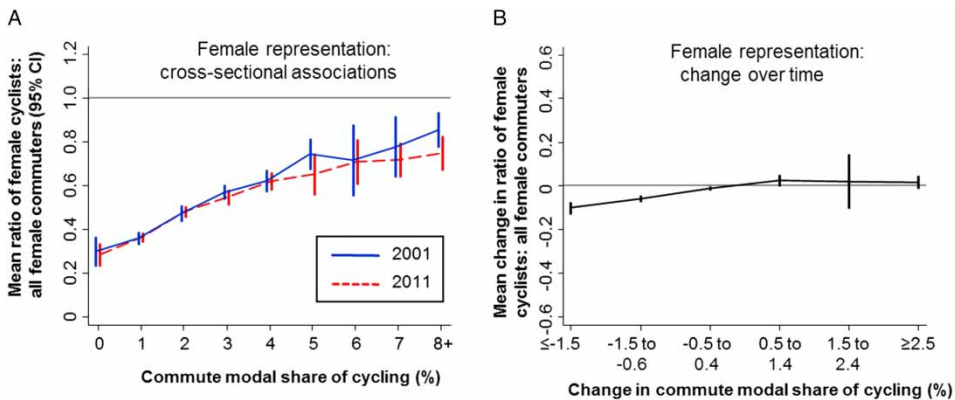 A
Mean ratio of female cyclists:
all female commuters (95% CI)
Female representation:
cross-sectional associations
1.2
1.0
0.8
0.6
0.4
0.2
0
2001
2011
0 1 2 3 4 5 6 7 8+
Commute modal share of cycling (%)
B
Mean change in ratio of female
cyclists: all female commuters
Female representation:
change over time
0.6
0.4
0.2
0
-0.2
-0.4
-0.6
≤-1.5 -1.5 to -0.5 to 0.5 to 1.5 to ≥2.5
-0.6 0.4 1.4 2.4
Change in commute modal share of cycling (%)